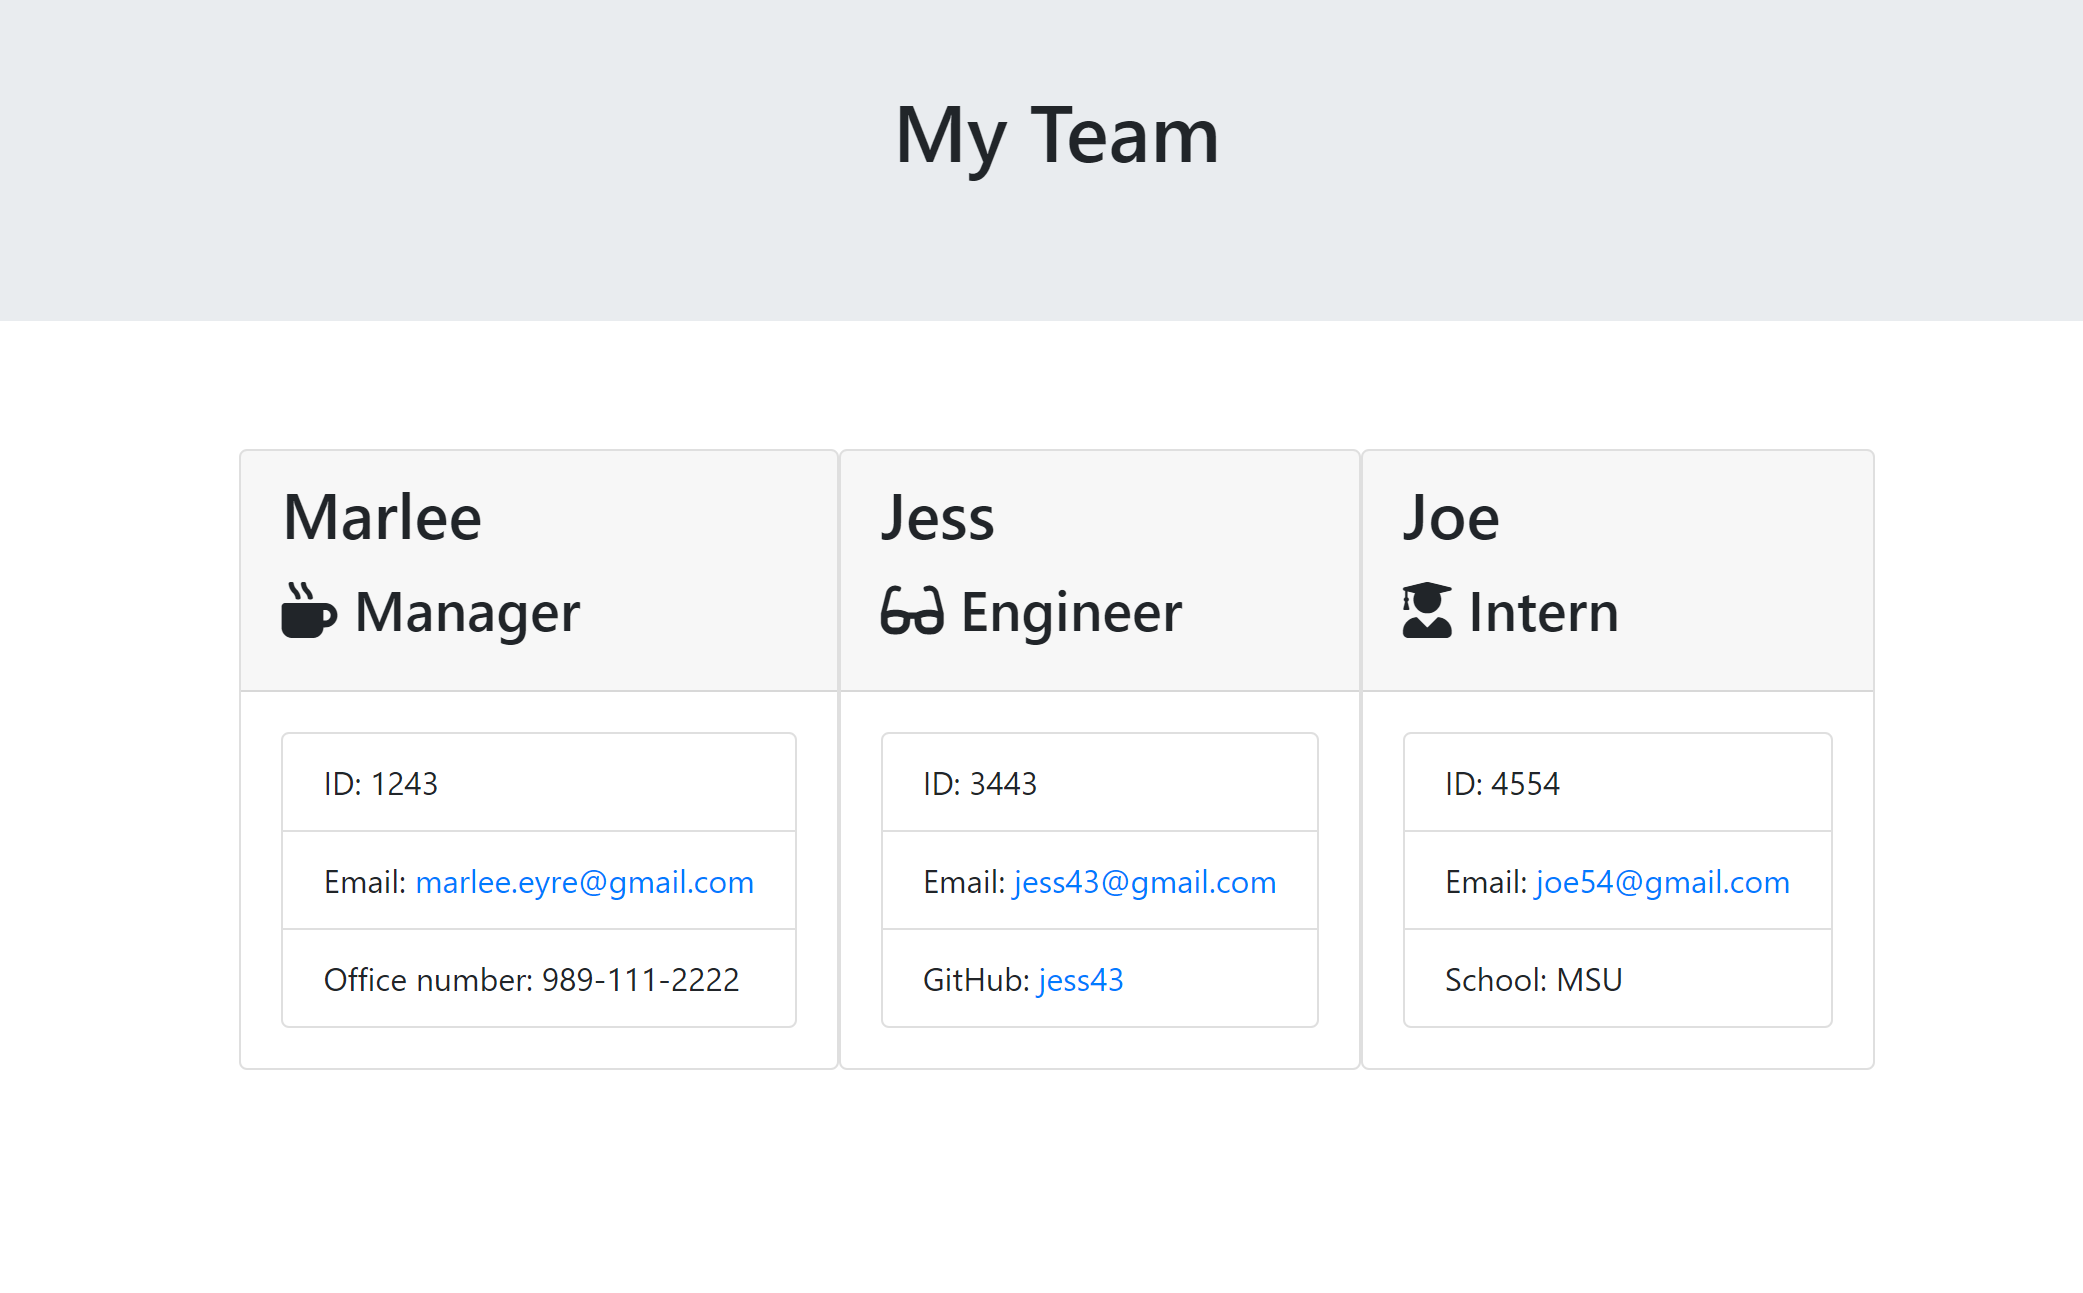 My Team
Marlee
Manager
ID: 1243
Email: marlee.eyre@gmail.com
Office number: 989-111-2222
Jess
Engineer
ID: 3443
Email: jess43@gmail.com
GitHub: jess43
Joe
Intern
ID: 4554
Email: joe54@gmail.com
School: MSU